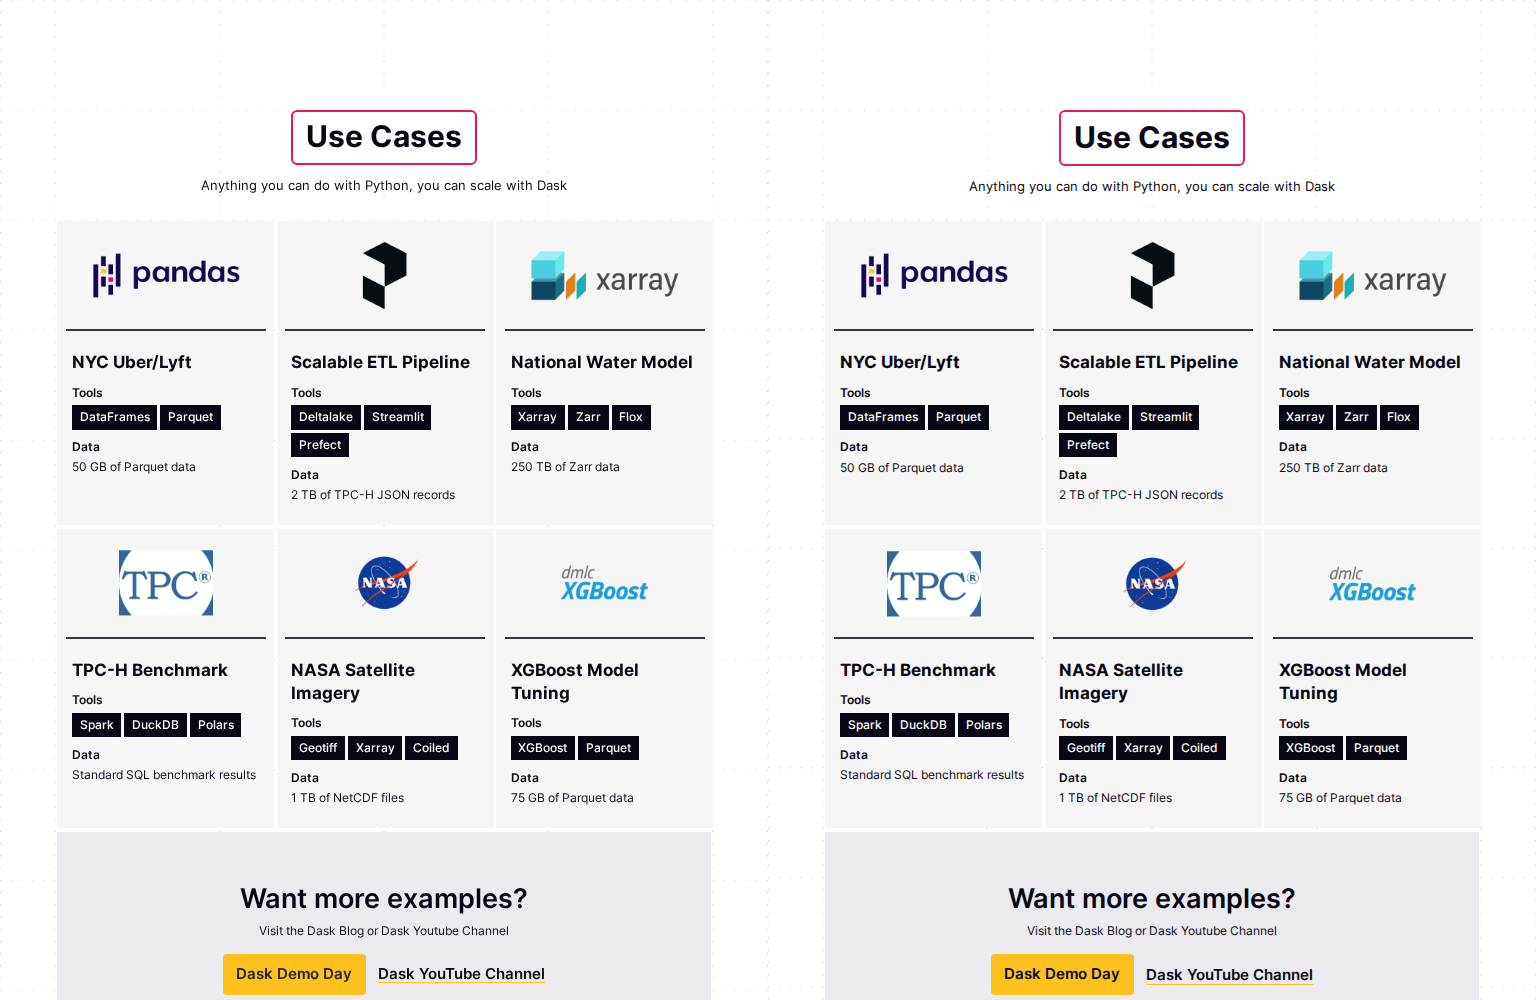 Use Cases
Anything you can do with Python, you can scale with Dask
pandas
xarray
NYC Uber/Lyft
Scalable ETL Pipeline
National Water Model
Tools
Tools
Tools
DataFrames Parquet
Deltalake Streamlit
Xarray Zarr Flox
Prefect
Data
Data
50 GB of Parquet data
250 TB of Zarr data
Data
2 TB of TPC-H JSON records
TPC®
NASA
dmlc
XGBoost
TPC-H Benchmark
NASA Satellite
Imagery
XGBoost Model
Tuning
Tools
Spark DuckDB Polars
Tools
Geotiff Xarray Coiled
Tools
XGBoost Parquet
Data
Standard SQL benchmark results
Data
1 TB of NetCDF files
Data
75 GB of Parquet data
Want more examples?
Visit the Dask Blog or Dask Youtube Channel
Dask Demo Day
Dask YouTube Channel
Use Cases
Anything you can do with Python, you can scale with Dask
pandas
xarray
NYC Uber/Lyft
Scalable ETL Pipeline
National Water Model
Tools
Tools
Tools
DataFrames Parquet
Deltalake Streamlit
Xarray Zarr Flox
Prefect
Data
Data
50 GB of Parquet data
250 TB of Zarr data
Data
2 TB of TPC-H JSON records
TPC®
NASA
dmlc
XGBoost
TPC-H Benchmark
NASA Satellite
Imagery
XGBoost Model
Tuning
Tools
Spark DuckDB Polars
Tools
Geotiff Xarray Coiled
Tools
XGBoost Parquet
Data
Standard SQL benchmark results
Data
1 TB of NetCDF files
Data
75 GB of Parquet data
Want more examples?
Visit the Dask Blog or Dask Youtube Channel
Dask Demo Day
Dask YouTube Channel